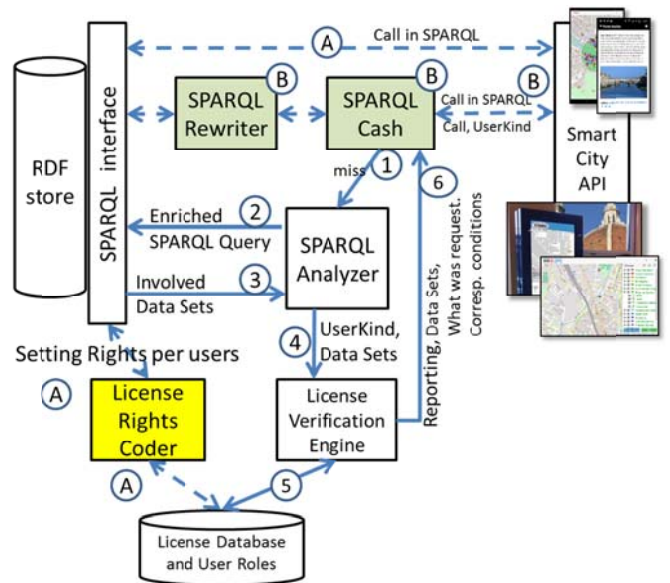 A
Call in SPARQL
B
B
B
SPARQL
Rewriter
SPARQL
Cash
Call in SPARQL
Call, UserKind
Smart
City
API
RDF
store
SPARQL interface
miss
1
6
Enriched
2
SPARQL Query
SPARQL
Analyzer
Involved
3
Data Sets
Reporting, Data Sets,
What was request.
Corresp. conditions
4
UserKind,
Data Sets
Setting Rights per users
A
License
Rights
Coder
License
Verification
Engine
A
5
License Database
and User Roles